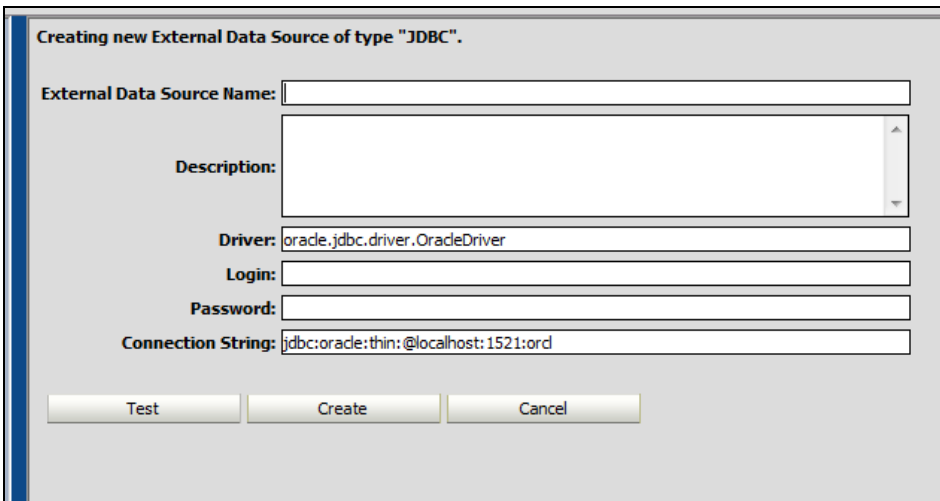 Creating new External Data Source of type "JDBC".
External Data Source Name:
Description:
Driver: oracle.jdbc.driver.OracleDriver
Login:
Password:
Connection String: jdbc:oracle:thin:@localhost:1521:orcl
Test Create Cancel